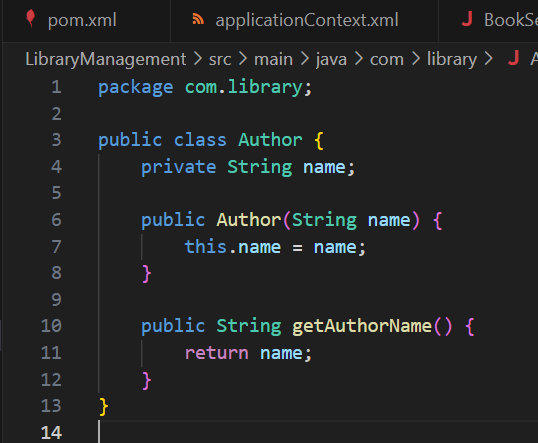 pom.xml applicationContext.xml
LibraryManagement > src > main > java > com > library >
1 package com.library;
2
3 public class Author {
4     private String name;
5
6     public Author(String name) {
7         this.name = name;
8     }
9
10     public String getAuthorName() {
11         return name;
12     }
13 }
14